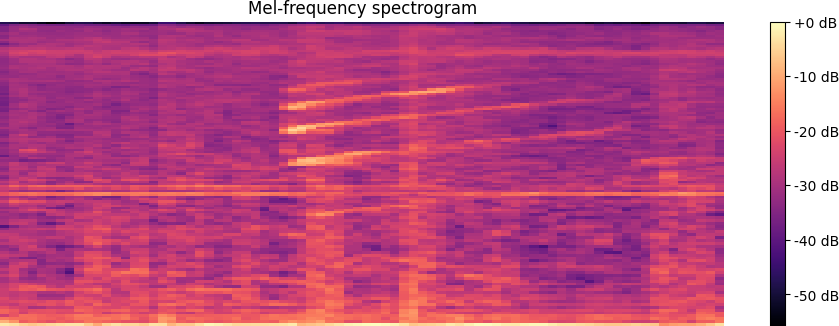 Mel-frequency spectrogram
+0 dB
-10 dB
-20 dB
-30 dB
-40 dB
-50 dB